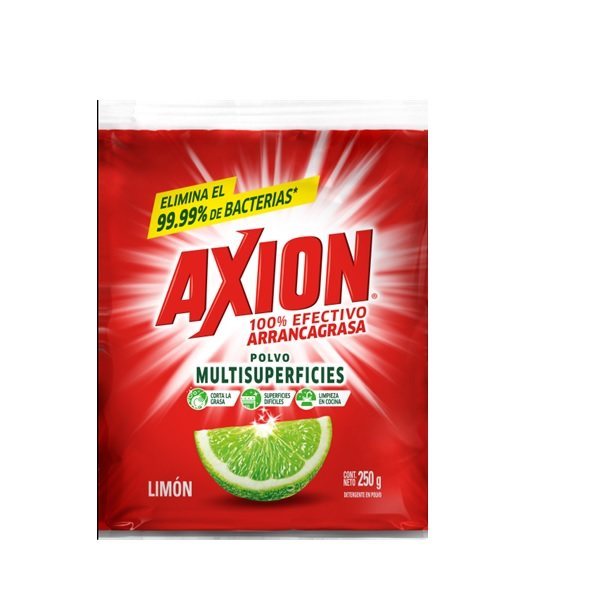 ELIMINA EL
99.99% DE BACTERIAS*
AXION®
100% EFECTIVO
ARRANCAGRASA
POLVO
MULTISUPERFICIES
CORTA LA
GRASA
SUPERFICIES
DIFÍCILES
LIMPIEZA
EN COCINA
LIMÓN
CONT.
NETO 250 g
DETERGENTE EN POLVO